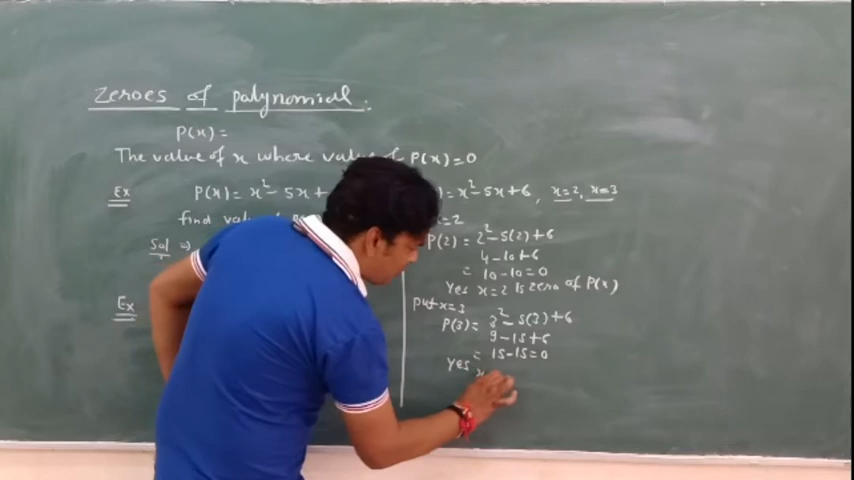 Zeroes of polynomial :
P(x) =
The value of x where value of P(x) = 0
Ex P(x) = x² - 5x +
find val
Sol ⇒
Ex
) = x² - 5x + 6, x = 2, x = 3
= 2
P(2) = 2² - 5(2) + 6
4 - 10 + 6
= 10 - 10 = 0
Yes x = 2 is zero of P(x)
Put x = 3
P(3) = 3² - 5(3) + 6
9 - 15 + 6
= 15 - 15 = 0
Yes x